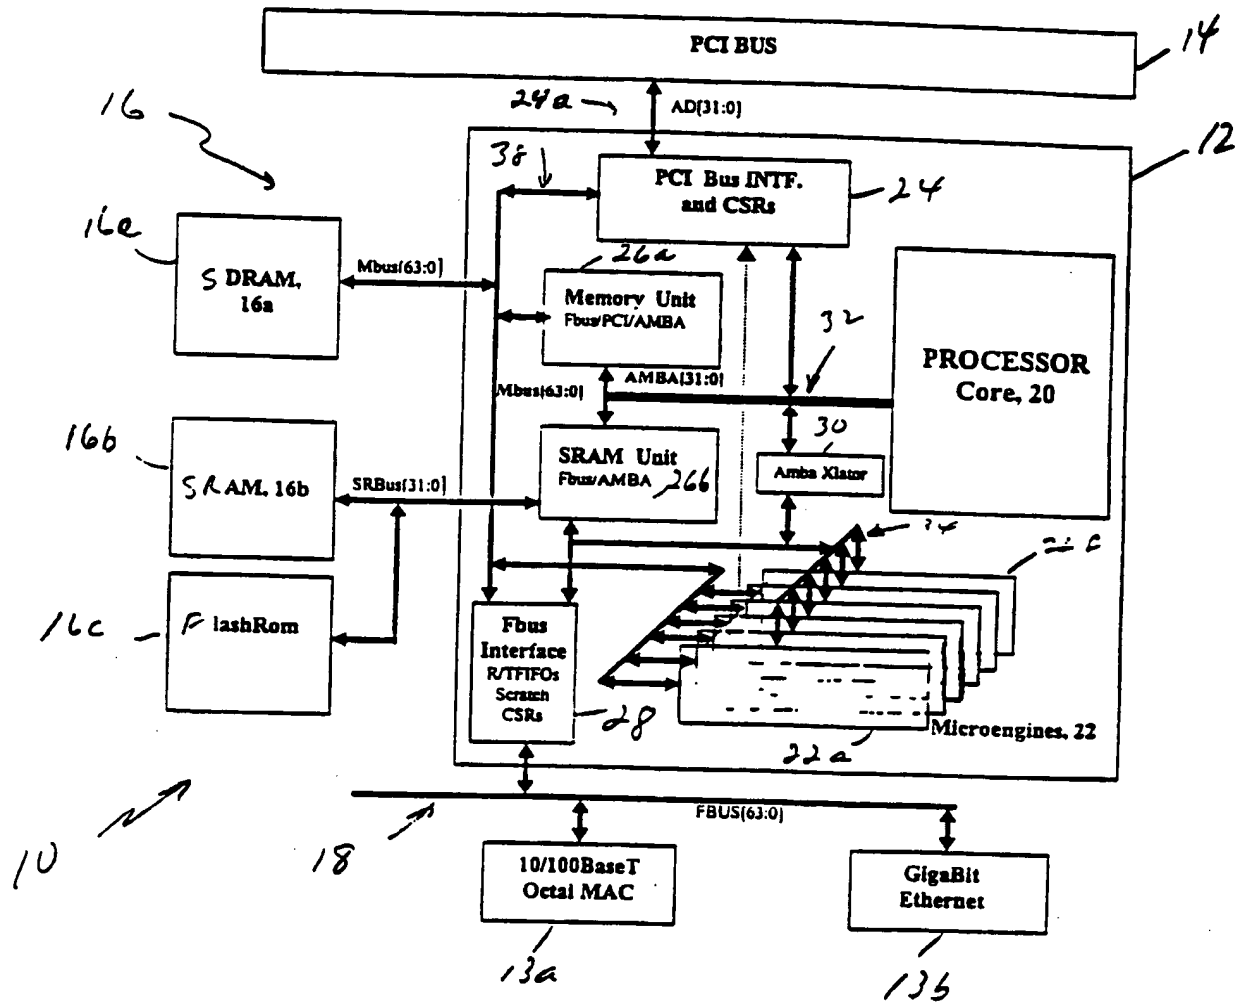 PCI BUS
14
16
24a
AD[31:0]
12
38
PCI Bus INTF.
and CSRs
24
16a
S DRAM,
16a
Mbus[63:0]
26a
Memory Unit
Fbus/PCI/AMBA
32
PROCESSOR
Core, 20
AMBA[31:0]
Mbus[63:0]
16b
SRAM, 16b
SRBus[31:0]
SRAM Unit
Fbus/AMBA
26b
30
Amba Xlator
34
16c
F lashRom
Fbus
Interface
R/TFIFOs
Scratch
CSRs
28
Microengines, 22
22a
10
18
FBUS[63:0]
10/100BaseT
Octal MAC
GigaBit
Ethernet
13a
13b